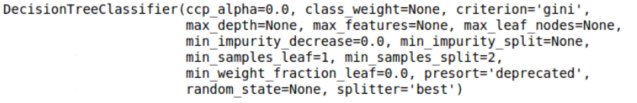 DecisionTreeClassifier(ccp_alpha=0.0, class_weight=None, criterion='gini',
max_depth=None, max_features=None, max_leaf_nodes=None,
min_impurity_decrease=0.0, min_impurity_split=None,
min_samples_leaf=1, min_samples_split=2,
min_weight_fraction_leaf=0.0, presort='deprecated',
random_state=None, splitter='best')